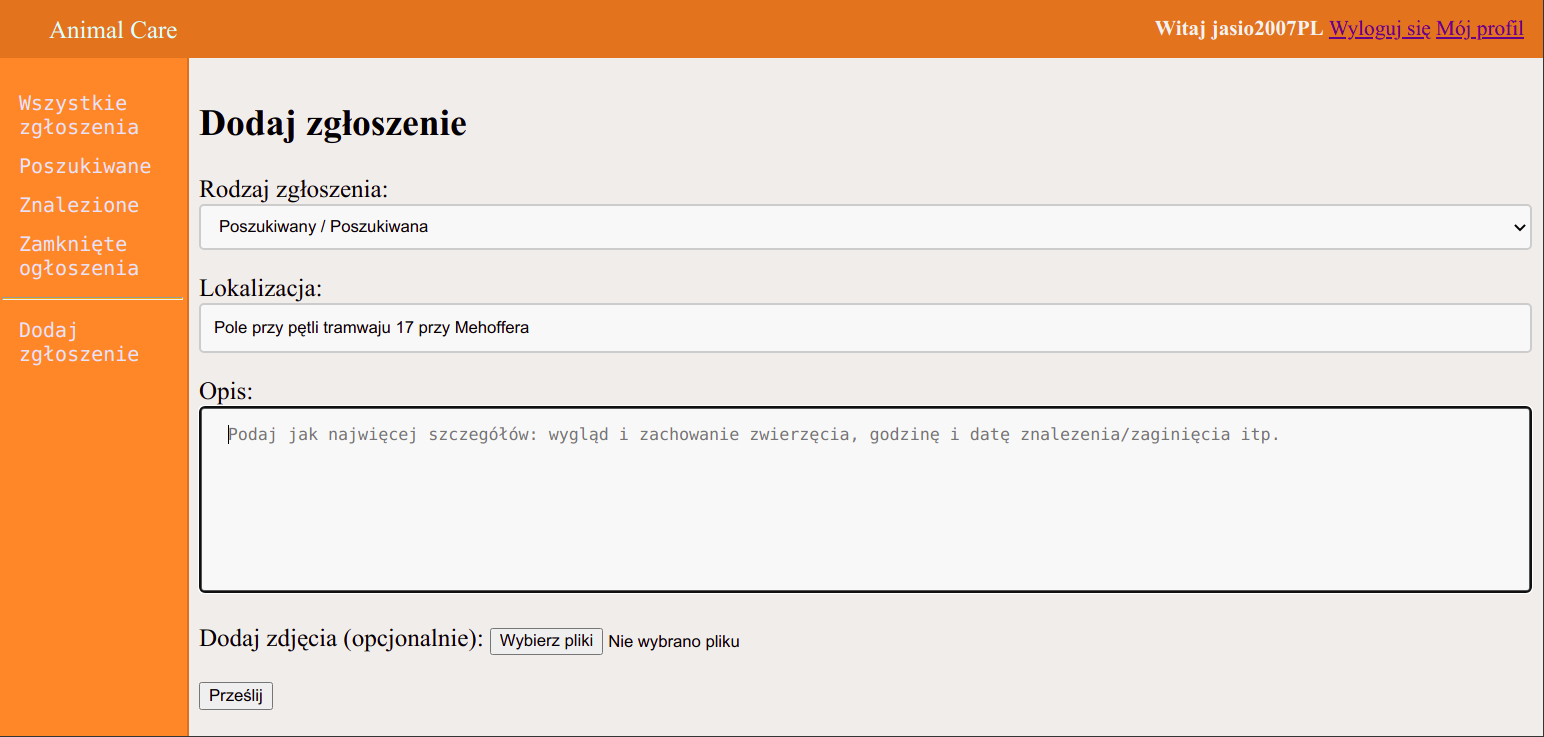 Animal Care
Witaj jasio2007PL Wyloguj się Mój profil
Wszystkie
zgłoszenia
Poszukiwane
Znalezione
Zamknięte
ogłoszenia
Dodaj
zgłoszenie
Dodaj zgłoszenie
Rodzaj zgłoszenia:
Poszukiwany / Poszukiwana
Lokalizacja:
Pole przy pętli tramwaju 17 przy Mehoffera
Opis:
Podaj jak najwięcej szczegółów: wygląd i zachowanie zwierzęcia, godzinę i datę znalezenia/zaginięcia itp.
Dodaj zdjęcia (opcjonalnie): Wybierz pliki Nie wybrano pliku
Prześlij